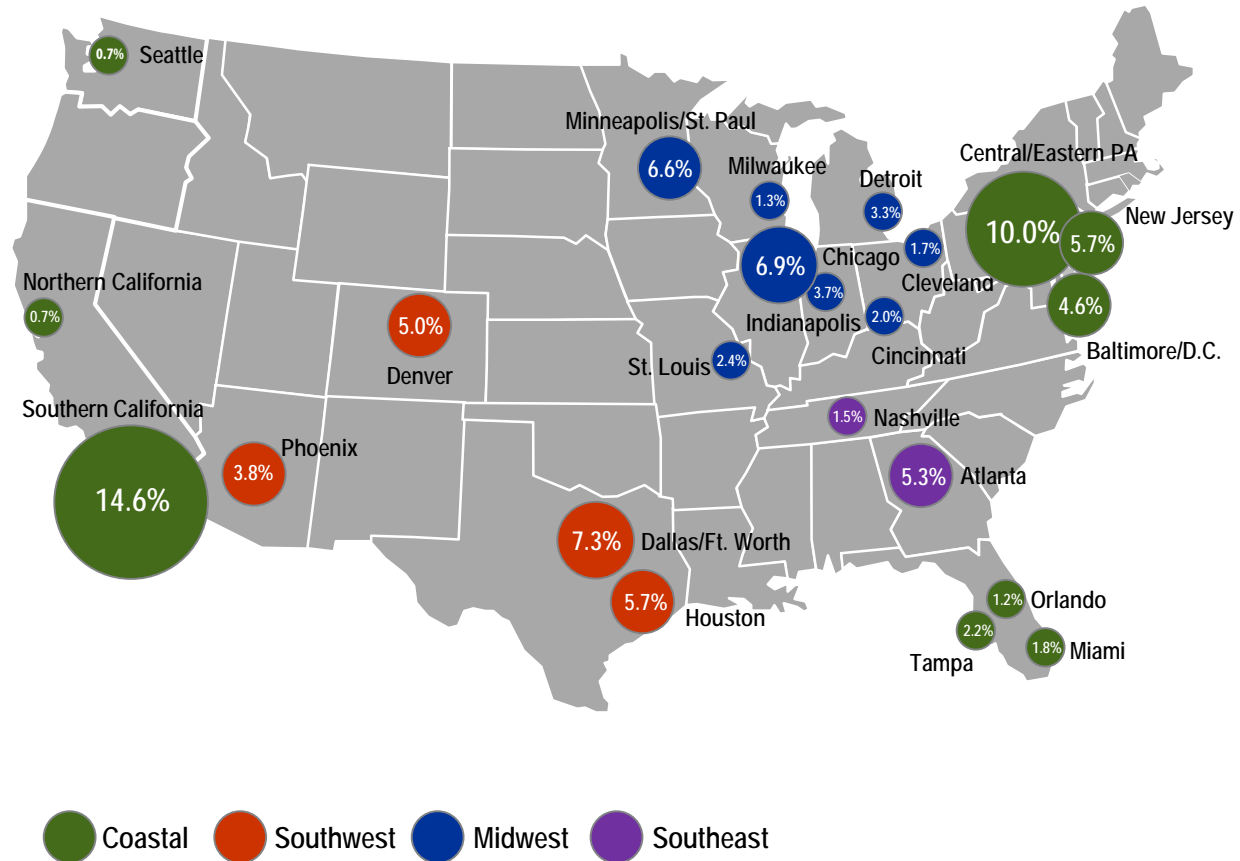 0.7%
Seattle
Minneapolis/St. Paul
6.6%
Milwaukee
1.3%
Detroit
3.3%
Central/Eastern PA
10.0%
New Jersey
5.7%
6.9%
Chicago
1.7%
Cleveland
3.7%
Indianapolis
2.0%
Cincinnati
4.6%
Baltimore/D.C.
Northern California
0.7%
5.0%
Denver
St. Louis
2.4%
Southern California
14.6%
Phoenix
3.8%
1.5%
Nashville
5.3%
Atlanta
7.3%
Dallas/Ft. Worth
5.7%
Houston
1.2%
Orlando
2.2%
Tampa
1.8%
Miami
Coastal
Southwest
Midwest
Southeast